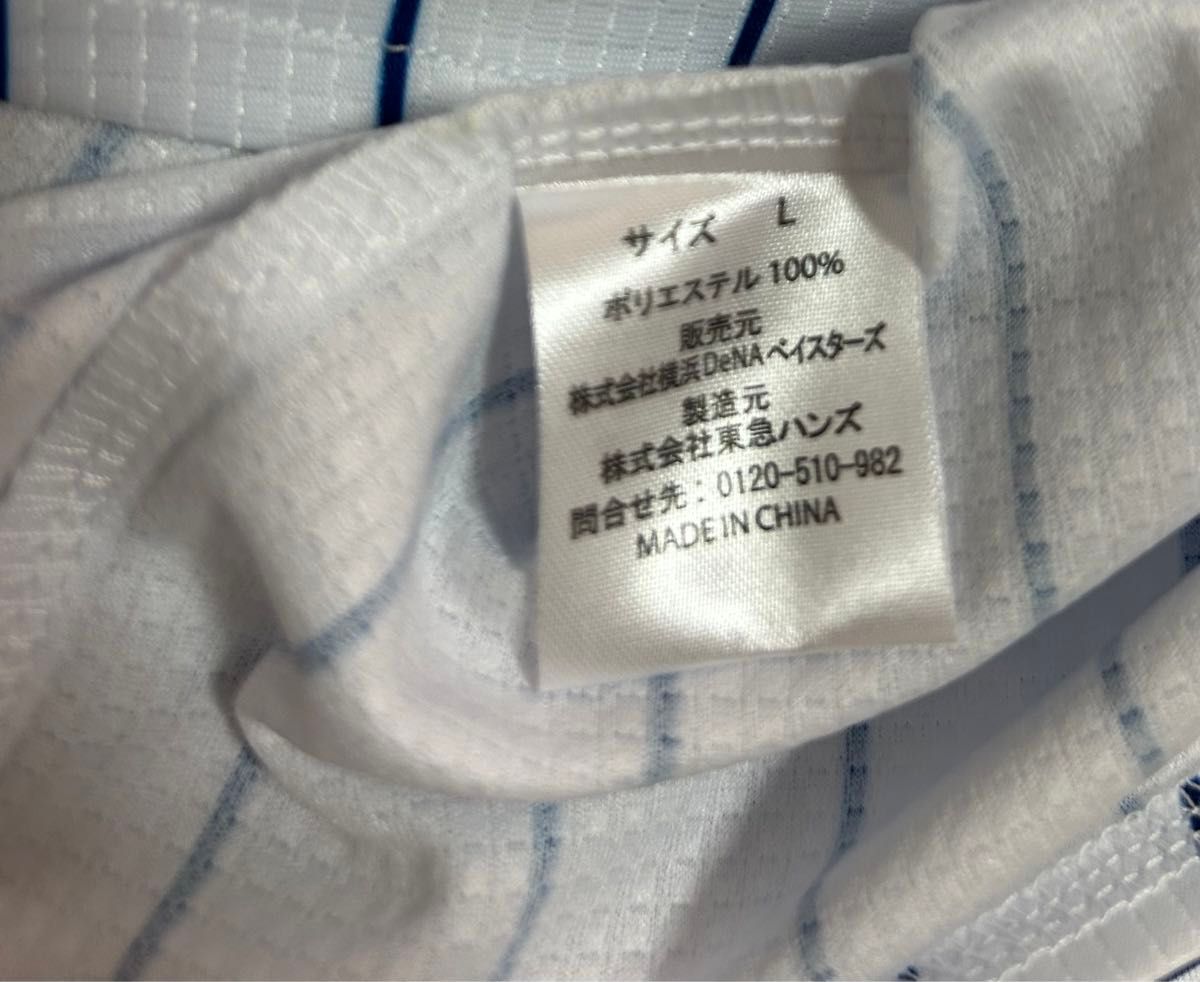 サイズ L
ポリエステル 100%
販売元
株式会社横浜DeNAベイスターズ
製造元
株式会社東急ハンズ
問合せ先：0120-510-982
MADE IN CHINA